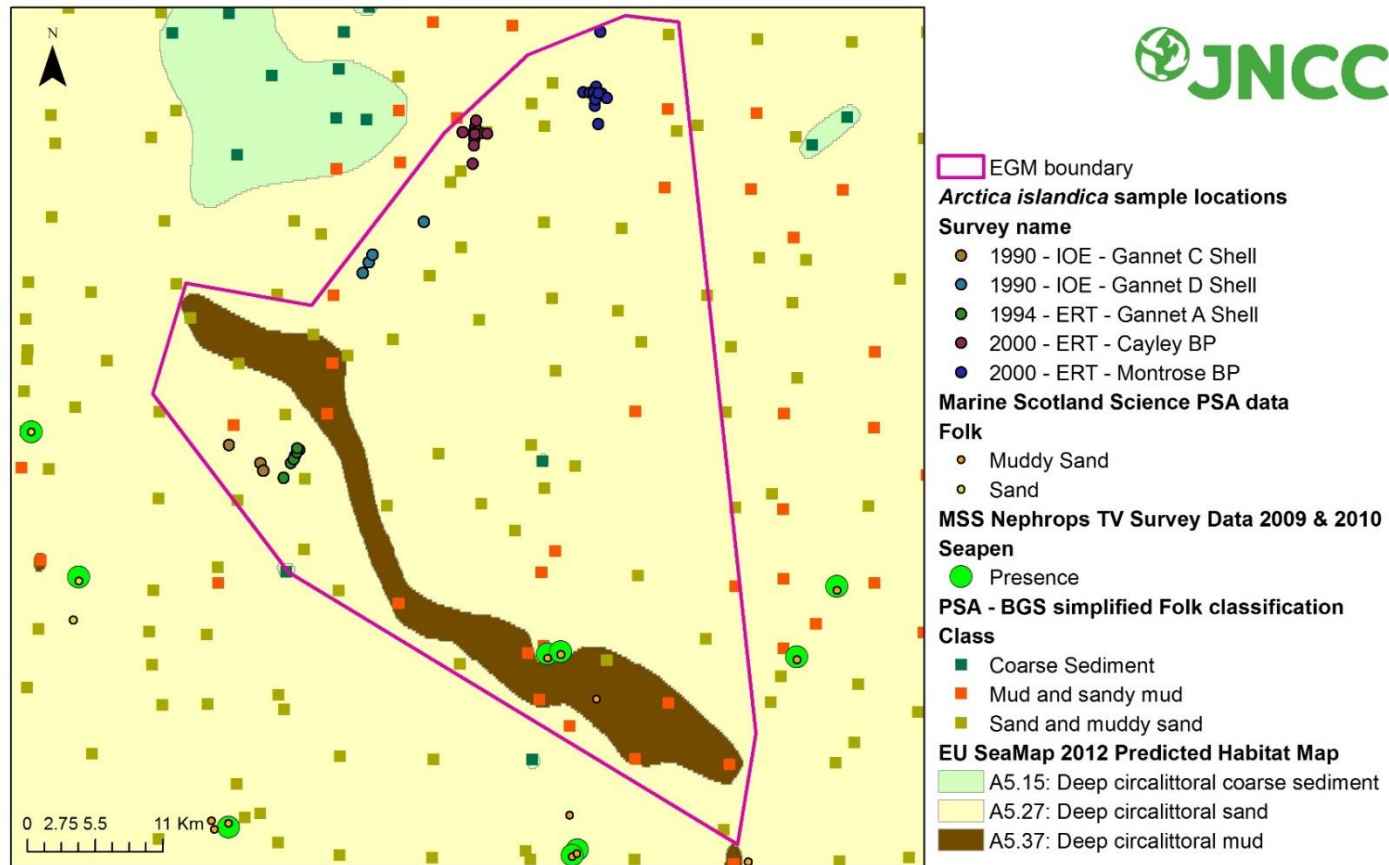 N
0 2.75 5.5 11 Km
JNCC
EGM boundary
Arctica islandica sample locations
Survey name
1990 - IOE - Gannet C Shell
1990 - IOE - Gannet D Shell
1994 - ERT - Gannet A Shell
2000 - ERT - Cayley BP
2000 - ERT - Montrose BP
Marine Scotland Science PSA data
Folk
Muddy Sand
Sand
MSS Nephrops TV Survey Data 2009 & 2010
Seapen
Presence
PSA - BGS simplified Folk classification
Class
Coarse Sediment
Mud and sandy mud
Sand and muddy sand
EU SeaMap 2012 Predicted Habitat Map
A5.15: Deep circalittoral coarse sediment
A5.27: Deep circalittoral sand
A5.37: Deep circalittoral mud